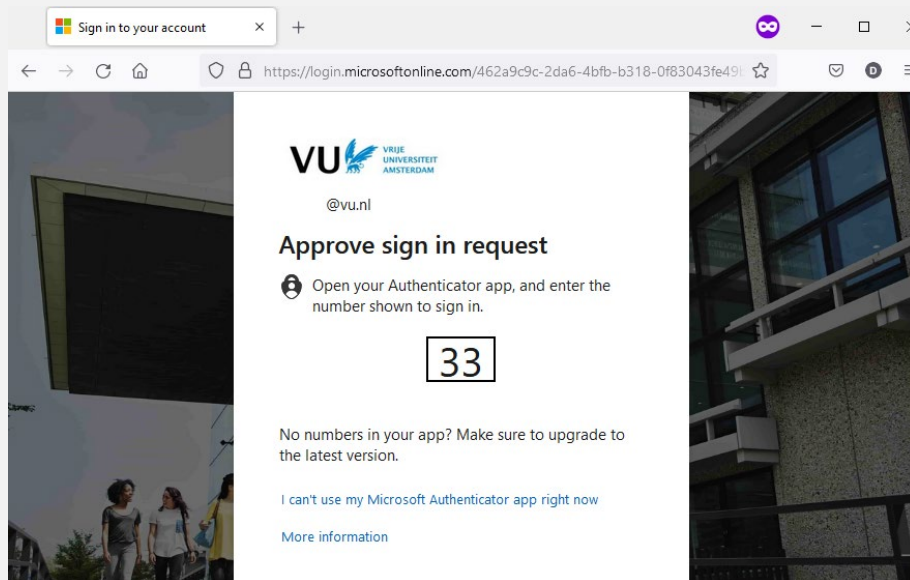 Sign in to your account
https://login.microsoftonline.com/462a9c9c-2da6-4bfb-b318-0f83043fe49
D
VU VRIJE
UNIVERSITEIT
AMSTERDAM
@vu.nl
Approve sign in request
Open your Authenticator app, and enter the
number shown to sign in.
33
No numbers in your app? Make sure to upgrade to
the latest version.
I can't use my Microsoft Authenticator app right now
More information